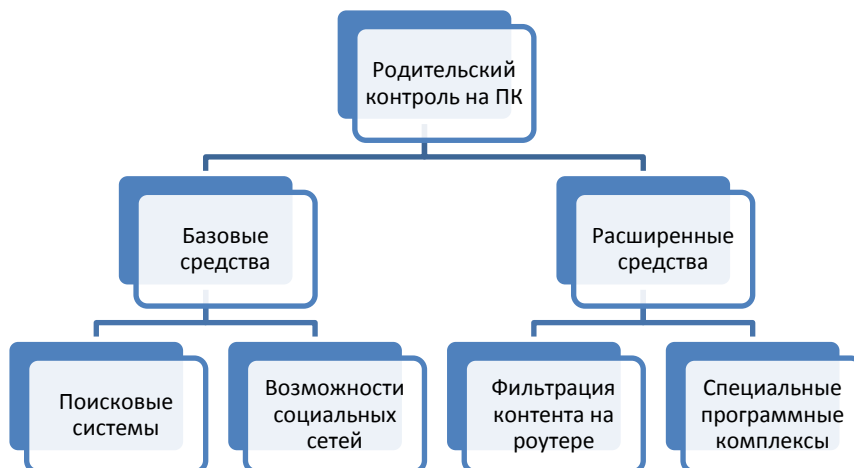 Родительский
контроль на ПК
Базовые
средства
Расширенные
средства
Поисковые
системы
Возможности
социальных
сетей
Фильтрация
контента на
роутере
Специальные
программные
комплексы